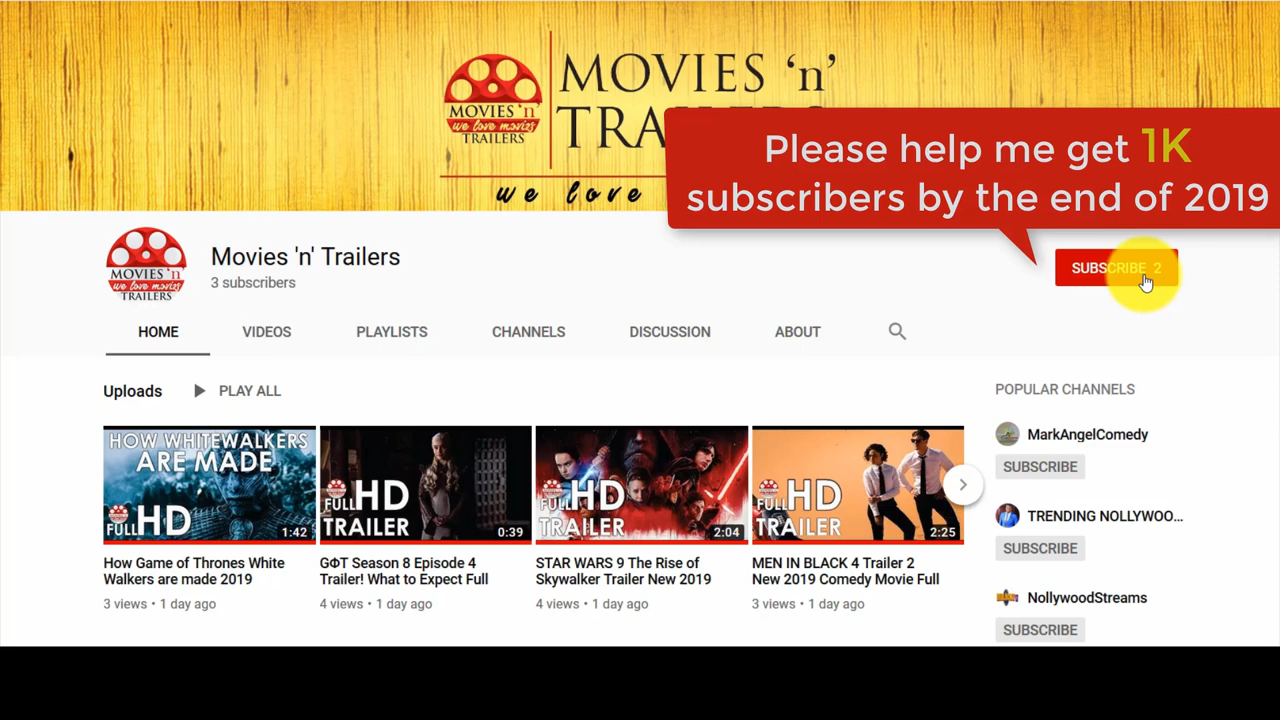 MOVIES 'n'
TRA
we love
MOVIES 'n'
we love movizs
TRAILERS
Please help me get 1K
subscribers by the end of 2019
MOVIES 'n'
we love movizs
TRAILERS
Movies 'n' Trailers
3 subscribers
SUBSCRIBE 2
HOME VIDEOS PLAYLISTS CHANNELS DISCUSSION ABOUT
Uploads PLAY ALL
HOW WHITEWALKERS
ARE MADE
FULL HD
1:42
FULL HD
TRAILER
0:39
FULL HD
TRAILER
2:04
FULL HD
TRAILER
2:25
How Game of Thrones White
Walkers are made 2019
3 views • 1 day ago
GФT Season 8 Episode 4
Trailer! What to Expect Full
4 views • 1 day ago
STAR WARS 9 The Rise of
Skywalker Trailer New 2019
4 views • 1 day ago
MEN IN BLACK 4 Trailer 2
New 2019 Comedy Movie Full
3 views • 1 day ago
POPULAR CHANNELS
MarkAngelComedy
SUBSCRIBE
TRENDING NOLLYWOO...
SUBSCRIBE
NollywoodStreams
SUBSCRIBE